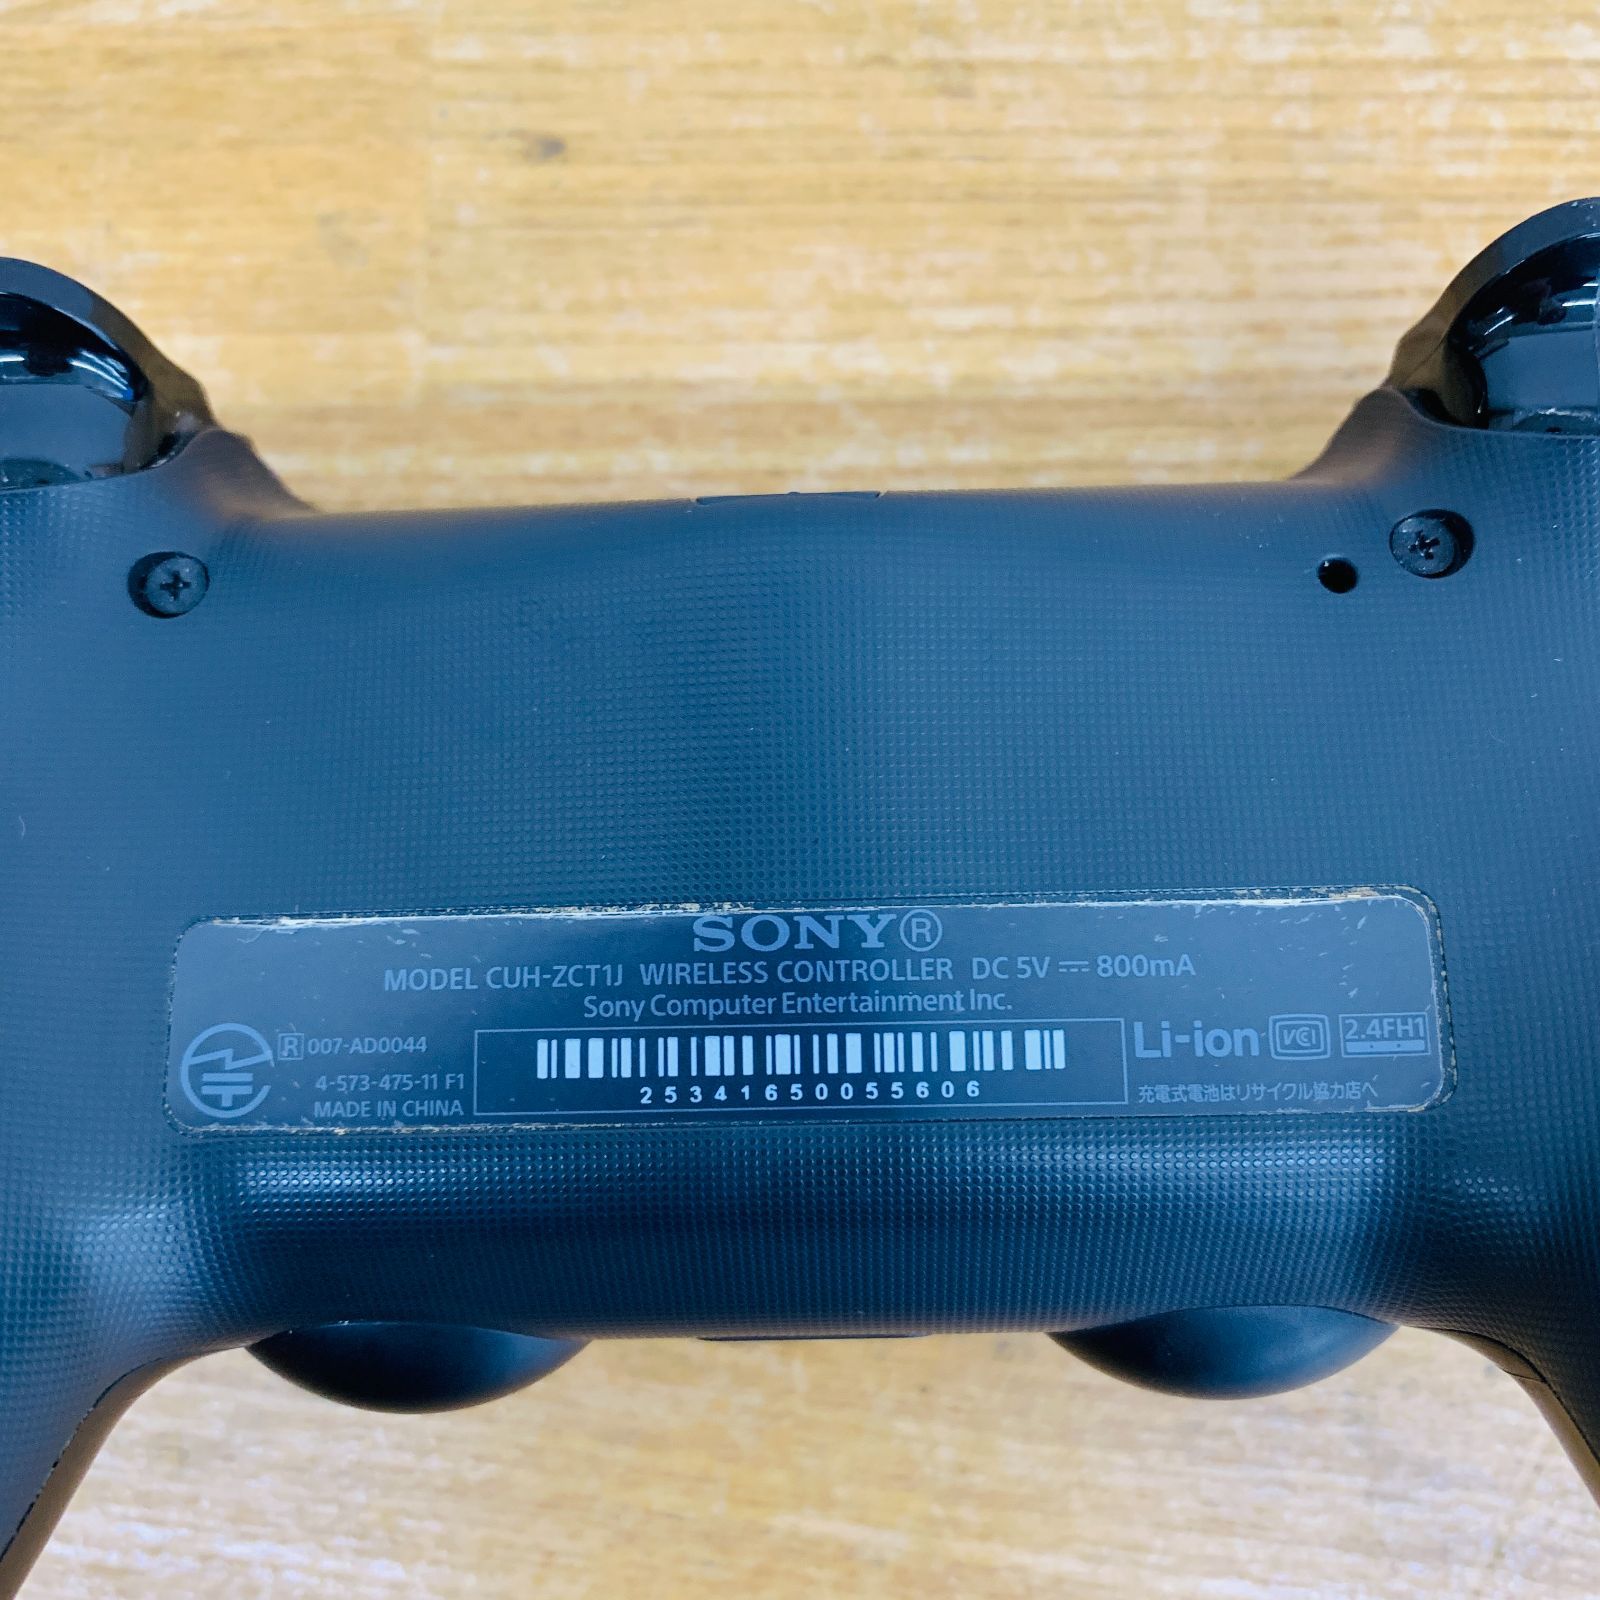 SONY®
MODEL CUH-ZCT1J WIRELESS CONTROLLER DC 5V ⎓ 800mA
Sony Computer Entertainment Inc.
R 007-AD0044
4-573-475-11 F1
MADE IN CHINA
25341650055606
Li-ion VCI 2.4FH1
充電式電池はリサイクル協力店へ